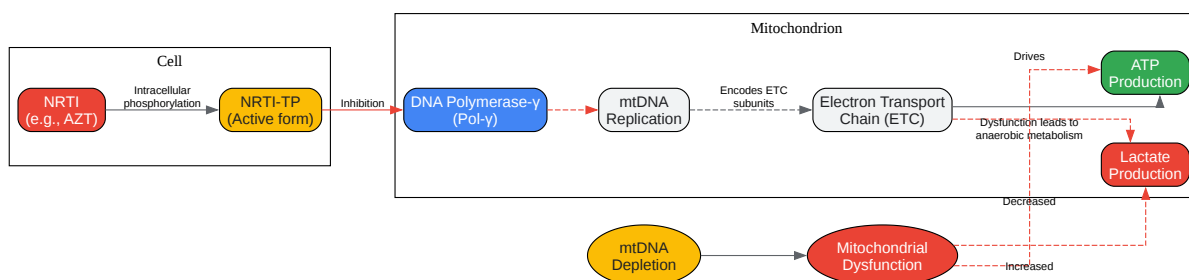 Mitochondrion
Cell
NRTI
(e.g., AZT)
Intracellular
phosphorylation
NRTI-TP
(Active form)
Inhibition
DNA Polymerase-γ
(Pol-γ)
mtDNA
Replication
Encodes ETC
subunits
Electron Transport
Chain (ETC)
Drives
ATP
Production
Dysfunction leads to
anaerobic metabolism
Lactate
Production
Decreased
mtDNA
Depletion
Mitochondrial
Dysfunction
Increased